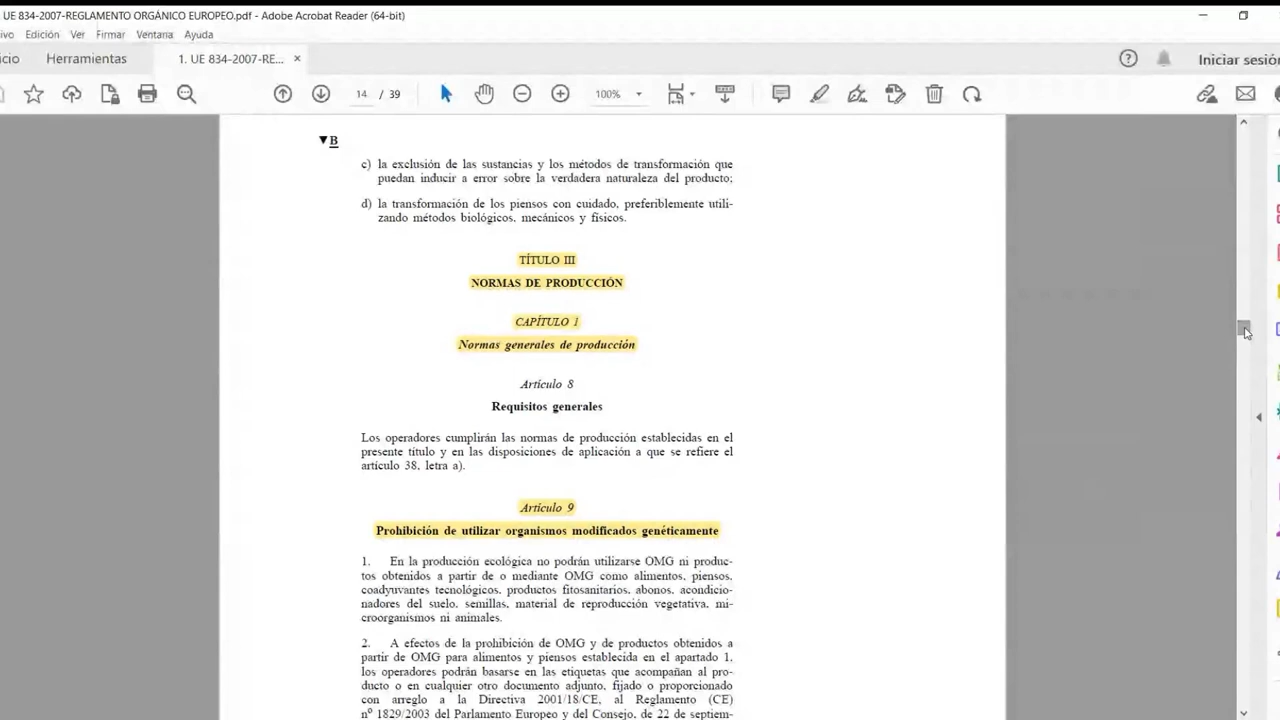 UE 834-2007-REGLAMENTO ORGÁNICO EUROPEO.pdf - Adobe Acrobat Reader (64-bit)
ivo Edición Ver Firmar Ventana Ayuda
icio Herramientas 1. UE 834-2007-RE... × Iniciar sesió
14 / 39 100%
▼B
c) la exclusión de las sustancias y los métodos de transformación que
puedan inducir a error sobre la verdadera naturaleza del producto;
d) la transformación de los piensos con cuidado, preferiblemente utili-
zando métodos biológicos, mecánicos y físicos.
TÍTULO III
NORMAS DE PRODUCCIÓN
CAPÍTULO 1
Normas generales de producción
Artículo 8
Requisitos generales
Los operadores cumplirán las normas de producción establecidas en el
presente título y en las disposiciones de aplicación a que se refiere el
artículo 38, letra a).
Artículo 9
Prohibición de utilizar organismos modificados genéticamente
1. En la producción ecológica no podrán utilizarse OMG ni produc-
tos obtenidos a partir de o mediante OMG como alimentos, piensos,
coadyuvantes tecnológicos, productos fitosanitarios, abonos, acondicio-
nadores del suelo, semillas, material de reproducción vegetativa, mi-
croorganismos ni animales.
2. A efectos de la prohibición de OMG y de productos obtenidos a
partir de OMG para alimentos y piensos establecida en el apartado 1,
los operadores podrán basarse en las etiquetas que acompañan al pro-
ducto o en cualquier otro documento adjunto, fijado o proporcionado
con arreglo a la Directiva 2001/18/CE, al Reglamento (CE)
nº 1829/2003 del Parlamento Europeo y del Consejo, de 22 de septiem-